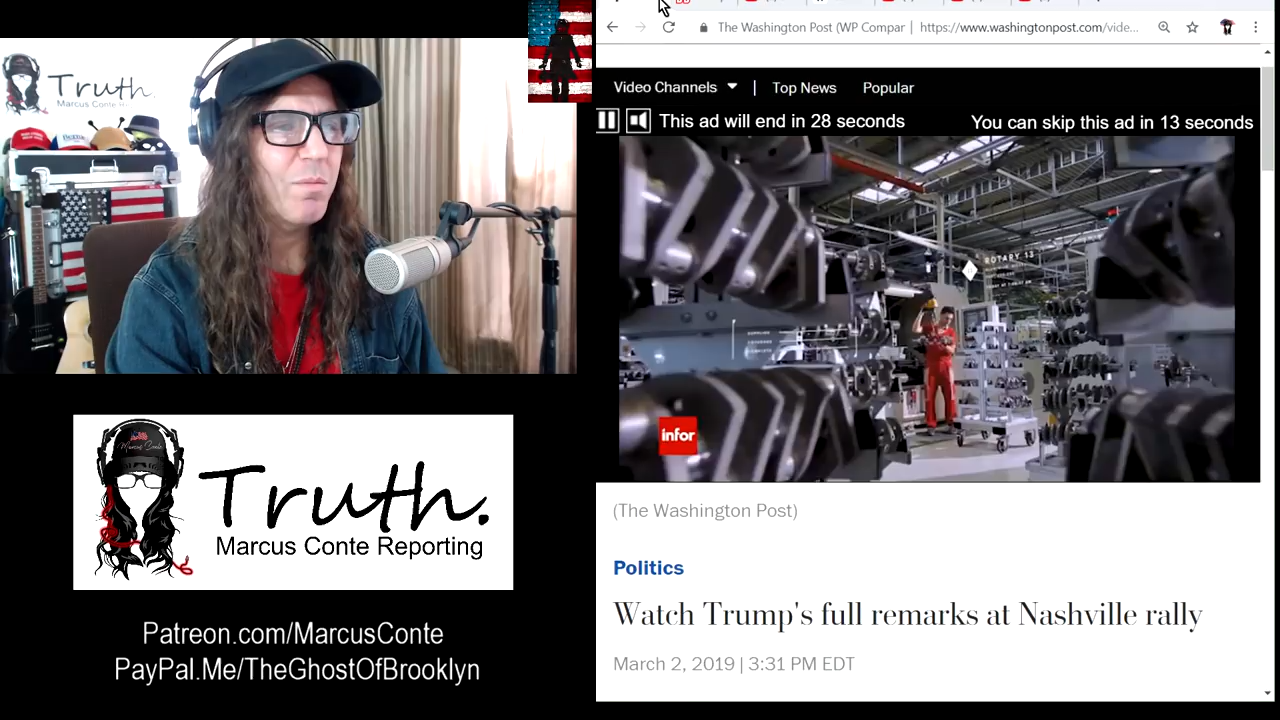 Truth.
Marcus Conte
Truth.
Marcus Conte Reporting
Patreon.com/MarcusConte
PayPal.Me/TheGhostOfBrooklyn
The Washington Post (WP Compar
https://www.washingtonpost.com/vide...
Video Channels
Top News
Popular
This ad will end in 28 seconds
You can skip this ad in 13 seconds
ROTARY 13
infor
(The Washington Post)
Politics
Watch Trump's full remarks at Nashville rally
March 2, 2019 | 3:31 PM EDT